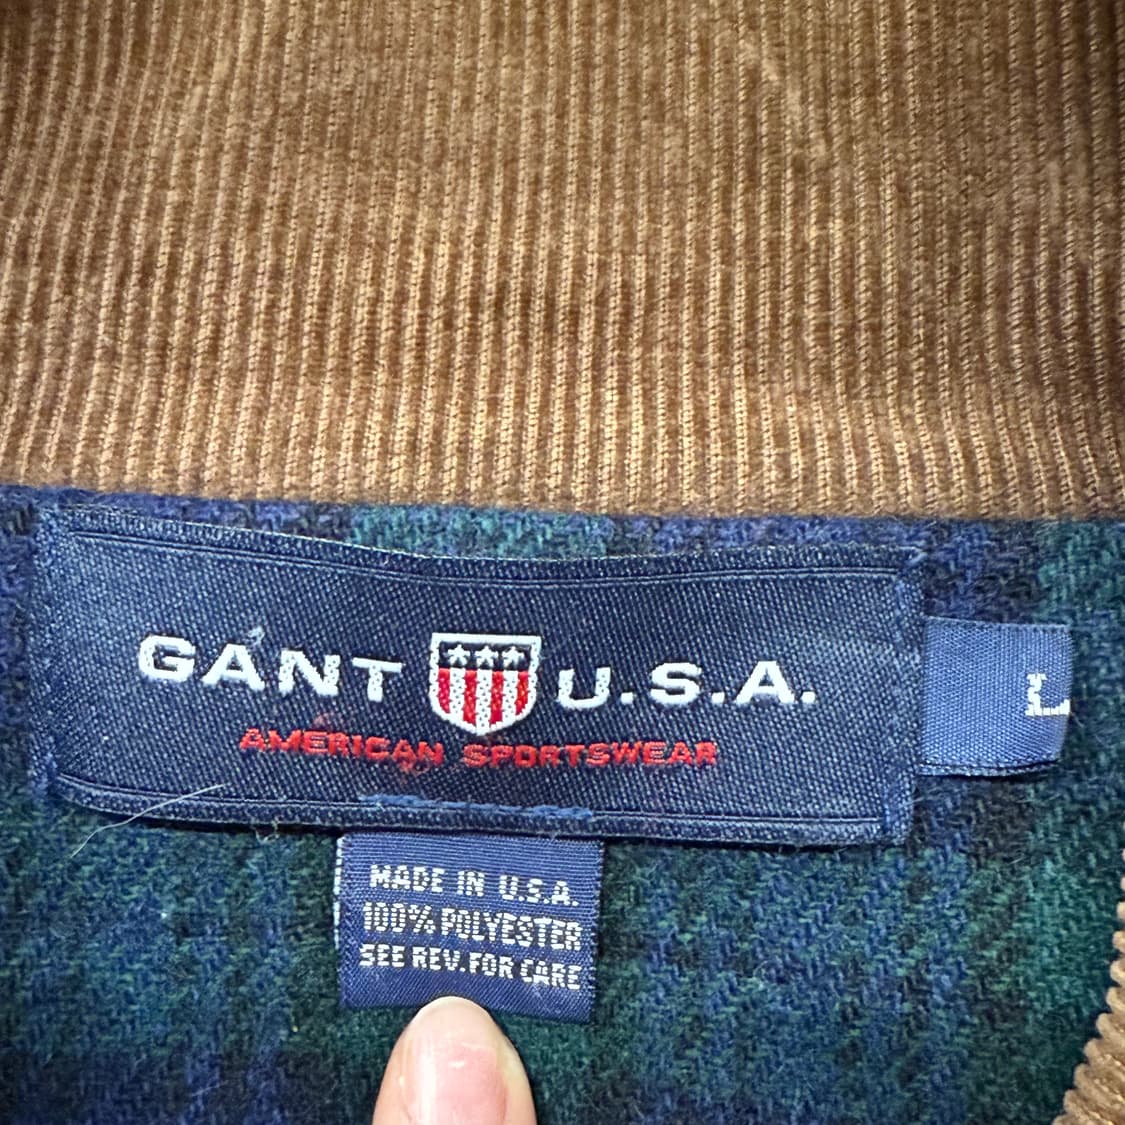 GANT U.S.A.
AMERICAN SPORTSWEAR
L
MADE IN U.S.A.
100% POLYESTER
SEE REV. FOR CARE